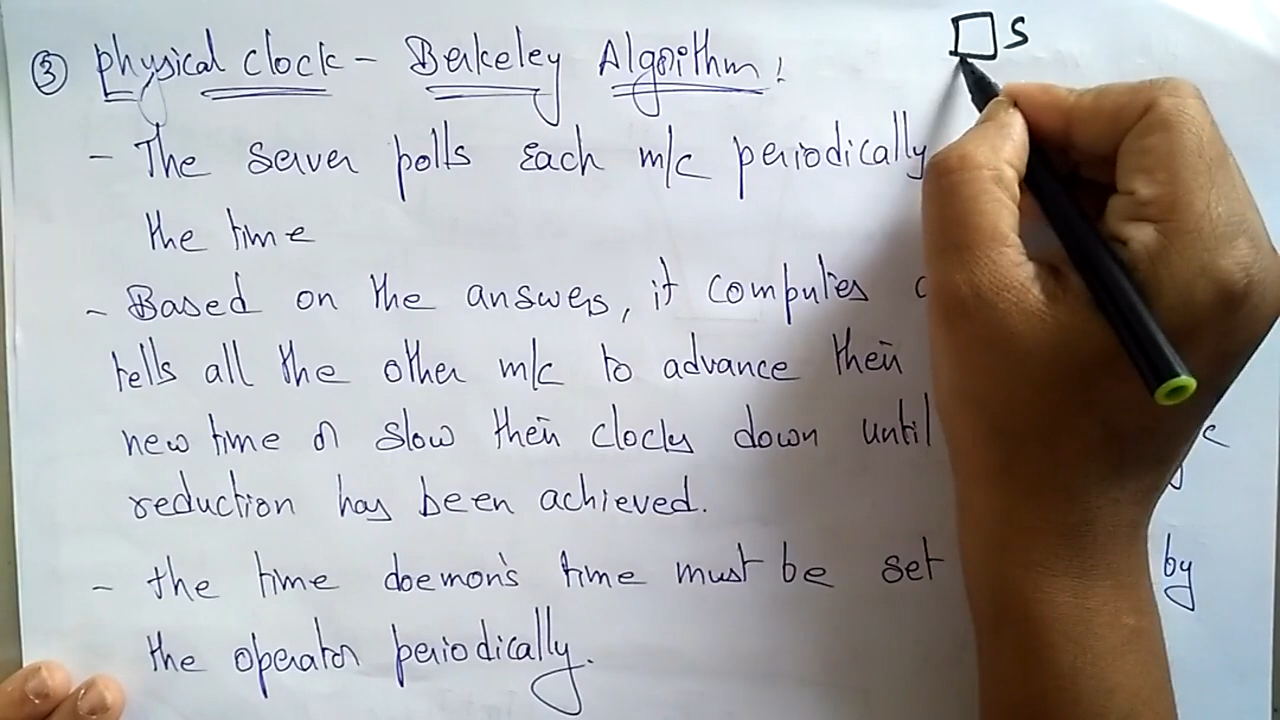 ③ Physical clock - Berkeley Algorithm! S
- The server polls Each m/c periodically
the time
- Based on the answers, it computies
tells all the other m/c to advance their
new time or slow their clocks down until
reduction has been achieved.
- the time doemon's time must be set by
the operator periodically.